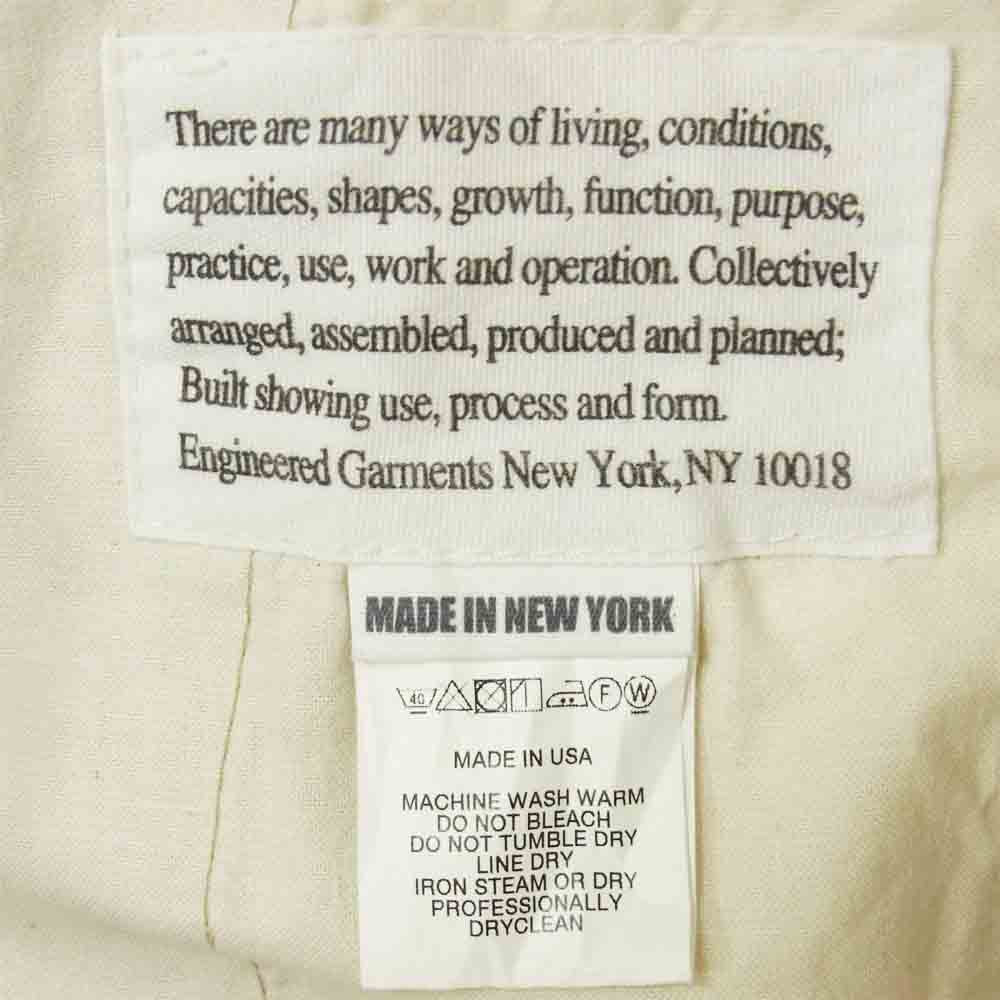 There are many ways of living, conditions,
capacities, shapes, growth, function, purpose,
practice, use, work and operation. Collectively
arranged, assembled, produced and planned;
Built showing use, process and form.
Engineered Garments New York, NY 10018
MADE IN NEW YORK
40 F W
MADE IN USA
MACHINE WASH WARM
DO NOT BLEACH
DO NOT TUMBLE DRY
LINE DRY
IRON STEAM OR DRY
PROFESSIONALLY
DRYCLEAN